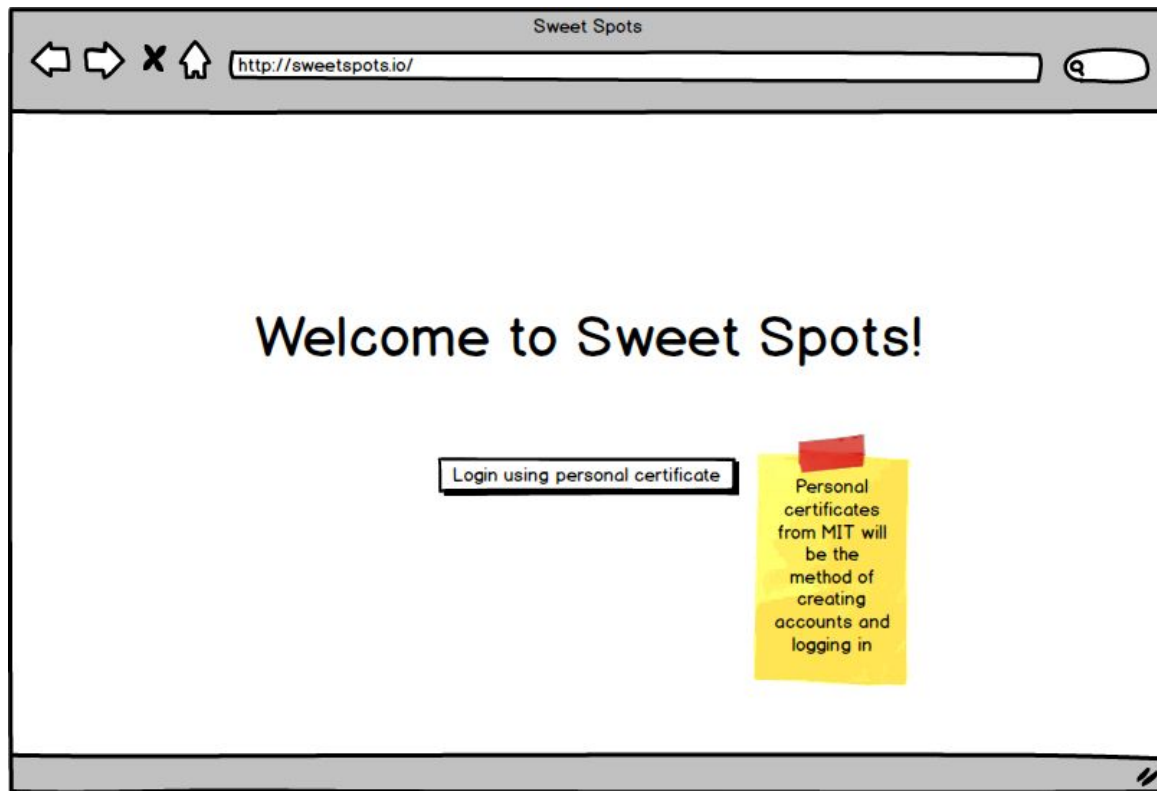 Sweet Spots
http://sweetspots.io/
Welcome to Sweet Spots!
Login using personal certificate
Personal
certificates
from MIT will
be the
method of
creating
accounts and
logging in